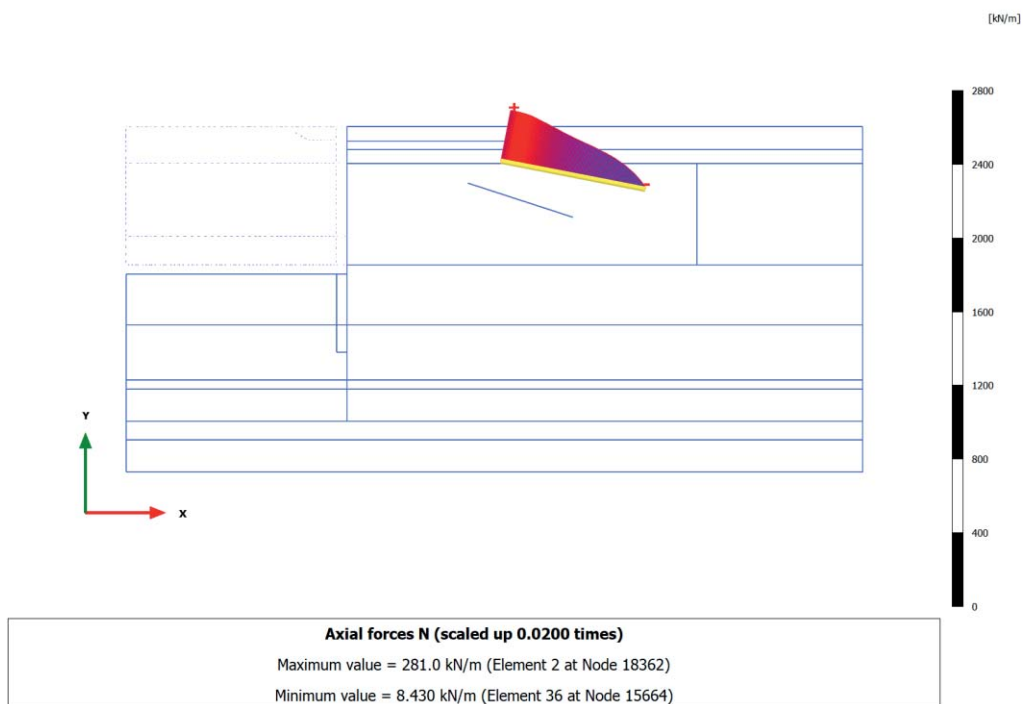 [kN/m]
2800
2400
2000
1600
1200
800
400
0
Y
X
Axial forces N (scaled up 0.0200 times)
Maximum value = 281.0 kN/m (Element 2 at Node 18362)
Minimum value = 8.430 kN/m (Element 36 at Node 15664)